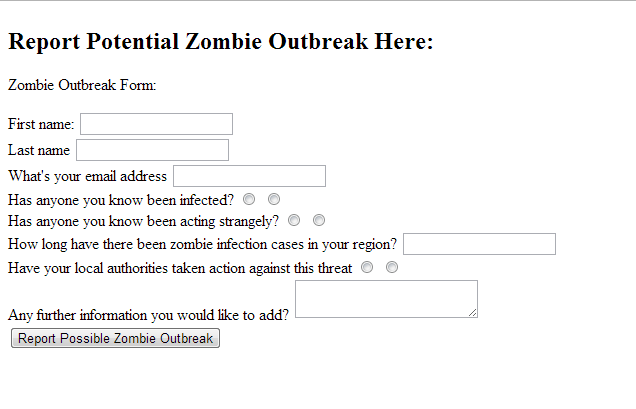 Report Potential Zombie Outbreak Here:
Zombie Outbreak Form:
First name:
Last name
What's your email address
Has anyone you know been infected?
Has anyone you know been acting strangely?
How long have there been zombie infection cases in your region?
Have your local authorities taken action against this threat
Any further information you would like to add?
Report Possible Zombie Outbreak